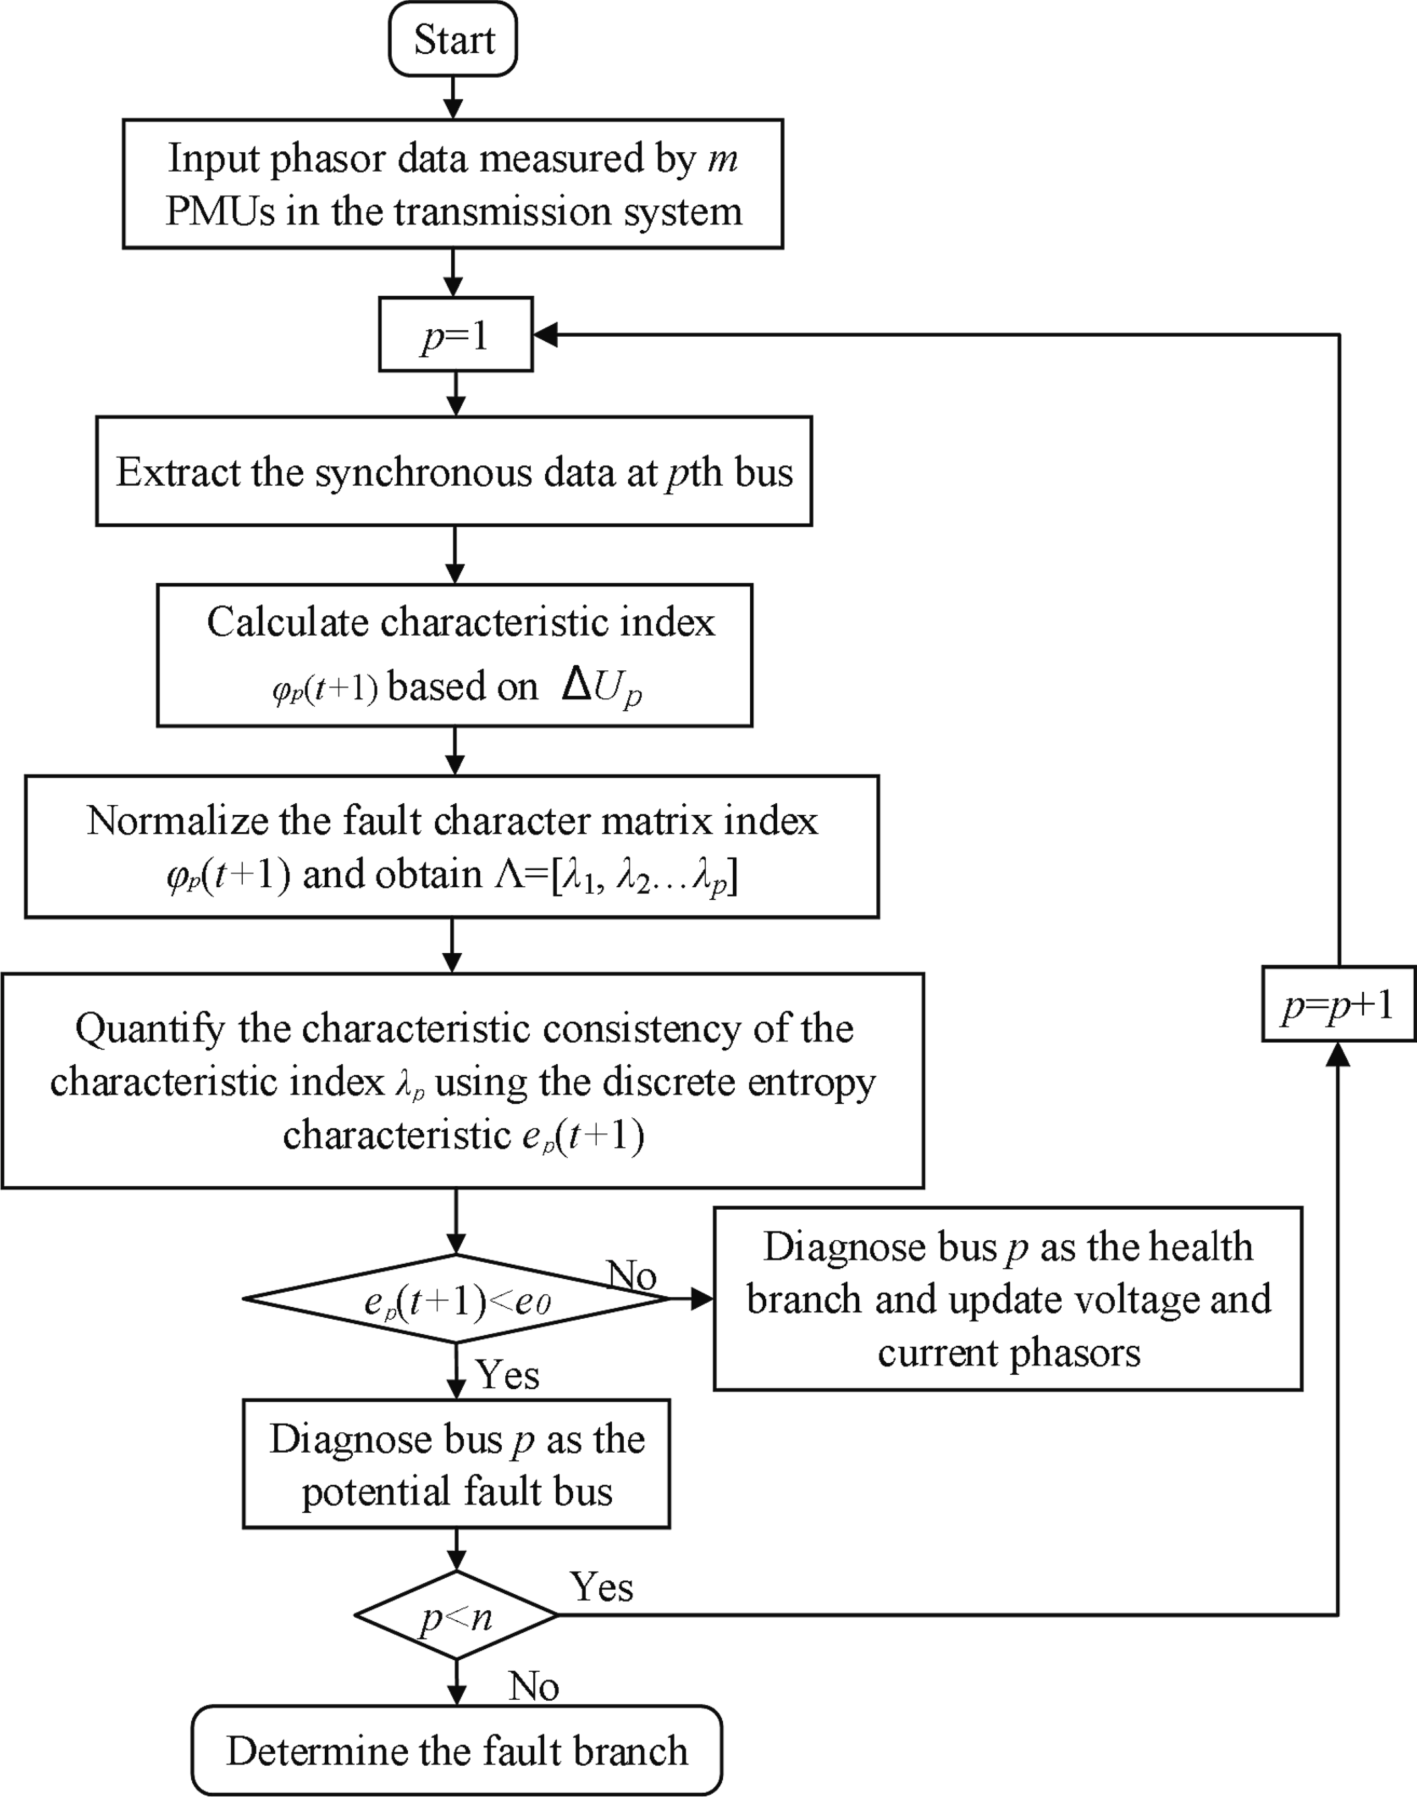 Start
Input phasor data measured by m
PMUs in the transmission system
p=1
Extract the synchronous data at pth bus
Calculate characteristic index
φp(t+1) based on ΔUp
Normalize the fault character matrix index
φp(t+1) and obtain Λ=[λ1, λ2…λp]
p=p+1
Quantify the characteristic consistency of the
characteristic index λp using the discrete entropy
characteristic ep(t+1)
ep(t+1)<e0
No
Diagnose bus p as the health
branch and update voltage and
current phasors
Yes
Diagnose bus p as the
potential fault bus
p<n
Yes
No
Determine the fault branch